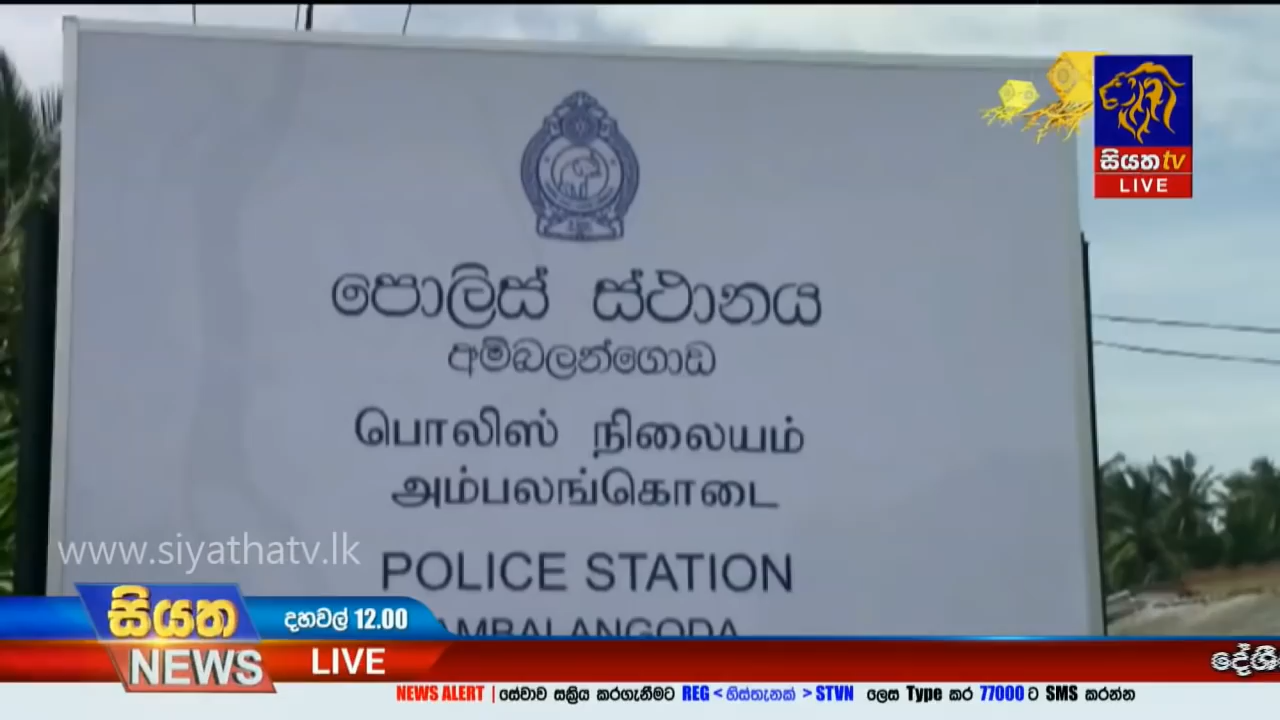 සියත tv
LIVE
පොලිස් ස්ථානය
අම්බලන්ගොඩ
பொலிஸ் நிலையம்
அம்பலங்கொடை
www.siyathatv.lk
POLICE STATION
AMBALANGODA
සියත
දහවල් 12.00
NEWS
LIVE
NEWS ALERT | සේවාව සක්‍රිය කරගැනීමට REG < හිස්තැනක් > STVN ලෙස Type කර 77000 ට SMS කරන්න